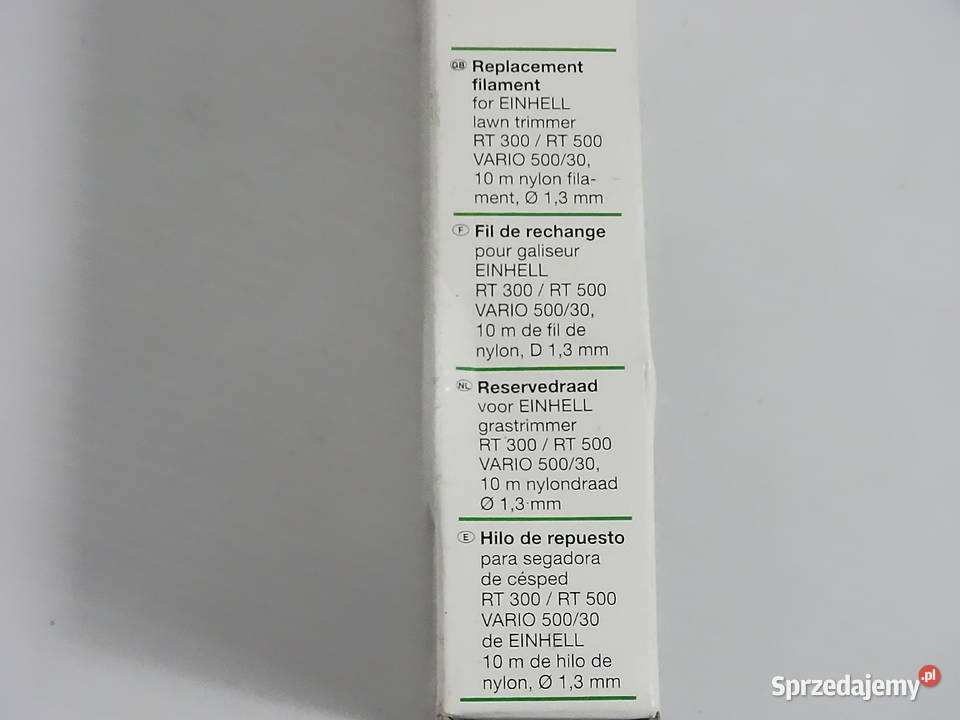 GB Replacement
filament
for EINHELL
lawn trimmer
RT 300 / RT 500
VARIO 500/30,
10 m nylon fila-
ment, Ø 1,3 mm
F Fil de rechange
pour galiseur
EINHELL
RT 300 / RT 500
VARIO 500/30,
10 m de fil de
nylon, D 1,3 mm
NL Reservedraad
voor EINHELL
grastrimmer
RT 300 / RT 500
VARIO 500/30,
10 m nylondraad
Ø 1,3 mm
E Hilo de repuesto
para segadora
de césped
RT 300 / RT 500
VARIO 500/30
de EINHELL
10 m de hilo de
nylon, Ø 1,3 mm
Sprzedajemy.pl